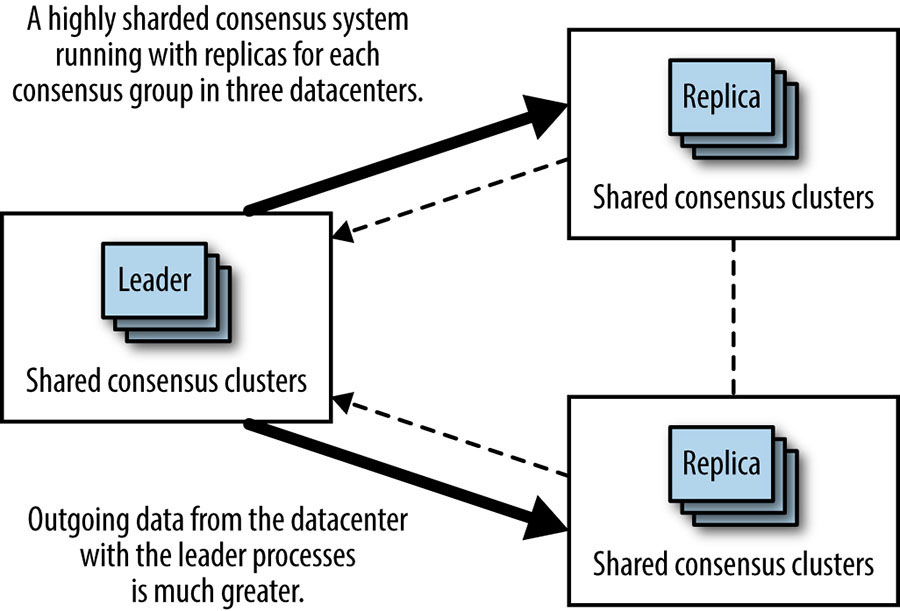 A highly sharded consensus system
running with replicas for each
consensus group in three datacenters.
Replica
Shared consensus clusters
Leader
Shared consensus clusters
Replica
Shared consensus clusters
Outgoing data from the datacenter
with the leader processes
is much greater.